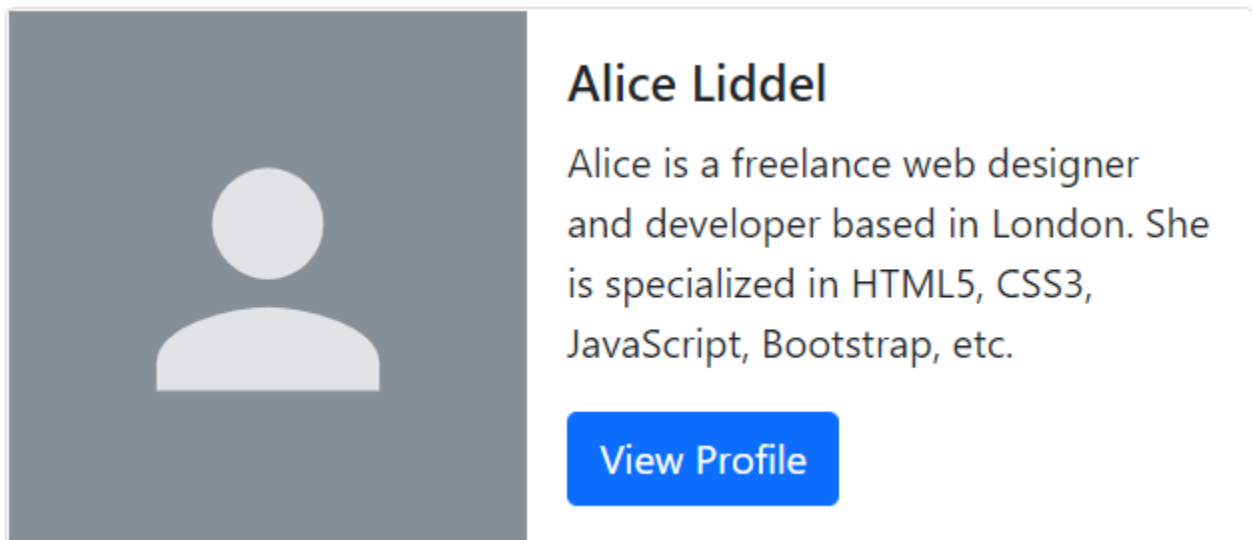 Alice Liddel
Alice is a freelance web designer
and developer based in London. She
is specialized in HTML5, CSS3,
JavaScript, Bootstrap, etc.
View Profile